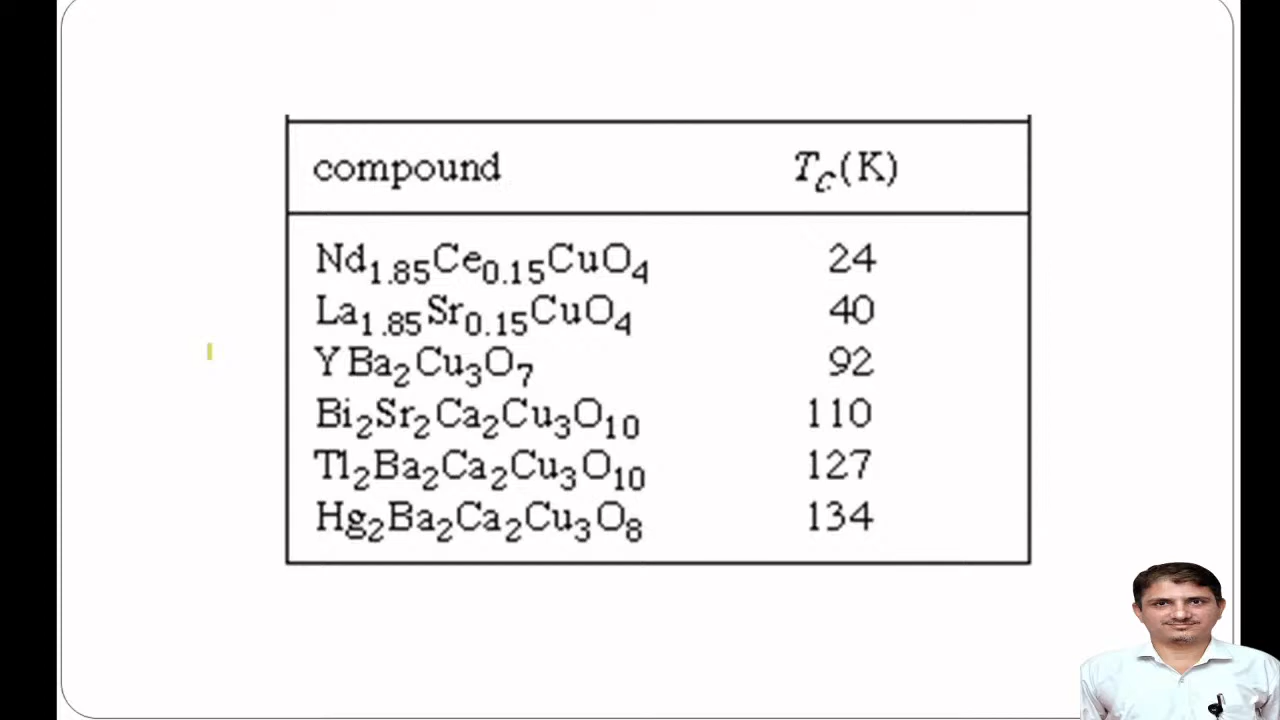 compound T_c(K)
Nd₁.₈₅Ce₀.₁₅CuO₄ 24
La₁.₈₅Sr₀.₁₅CuO₄ 40
YBa₂Cu₃O₇ 92
Bi₂Sr₂Ca₂Cu₃O₁₀ 110
Tl₂Ba₂Ca₂Cu₃O₁₀ 127
Hg₂Ba₂Ca₂Cu₃O₈ 134